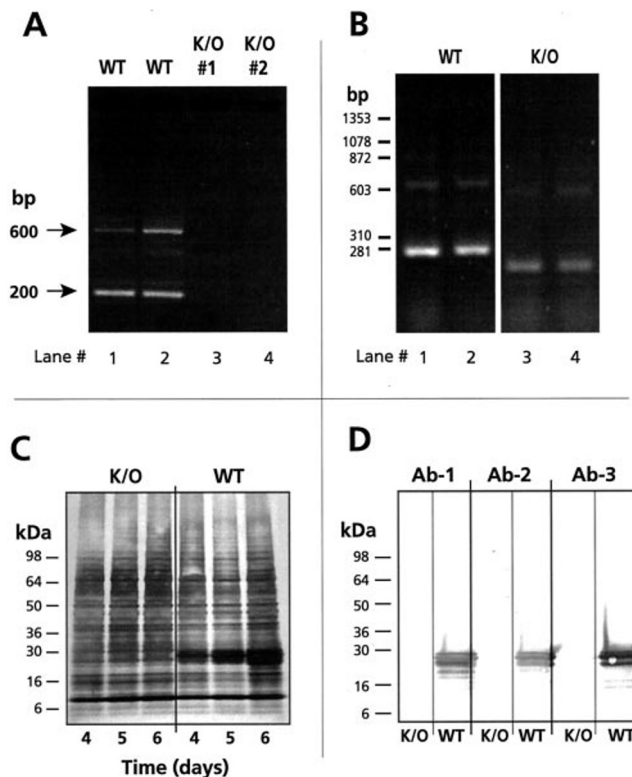 A
WT WT K/O #1 K/O #2
bp
600
200
Lane # 1 2 3 4
B
WT K/O
bp
1353
1078
872
603
310
281
Lane # 1 2 3 4
C
K/O WT
kDa
98
64
50
36
30
16
6
4 5 6 4 5 6
Time (days)
D
Ab-1 Ab-2 Ab-3
kDa
98
64
50
36
30
16
6
K/O WT K/O WT K/O WT